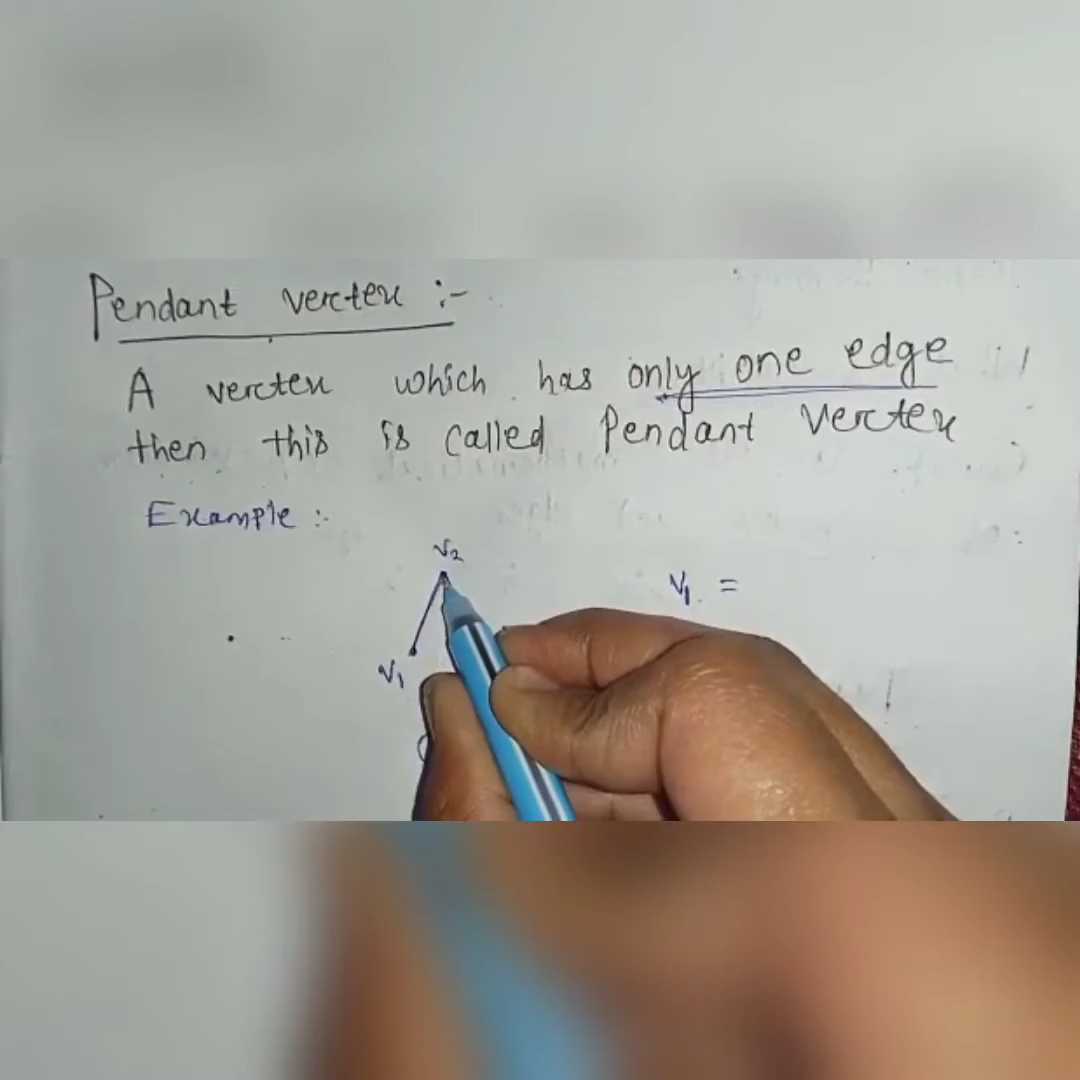 Pendant vertex :-
A vertex which has only one edge
then this is called Pendant vertex
Example :-
V2
V1 =
V1